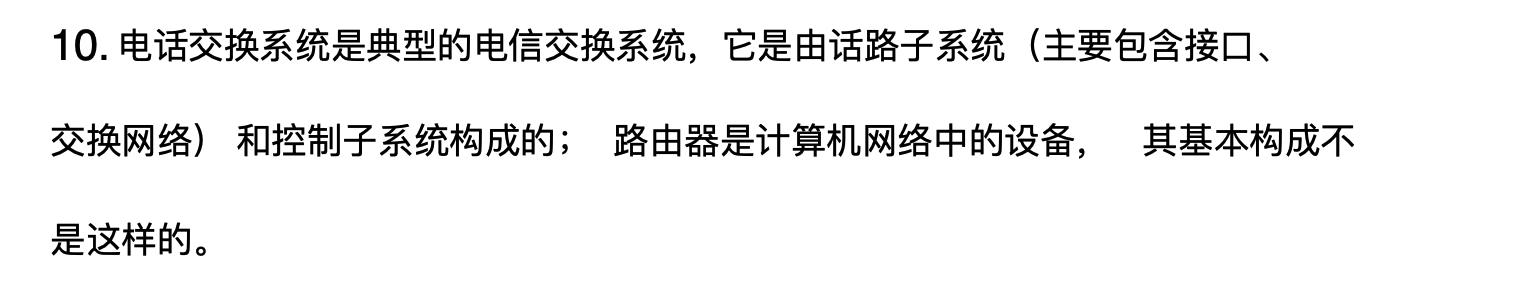 10. 电话交换系统是典型的电信交换系统，它是由话路子系统（主要包含接口、
交换网络） 和控制子系统构成的； 路由器是计算机网络中的设备， 其基本构成不
是这样的。